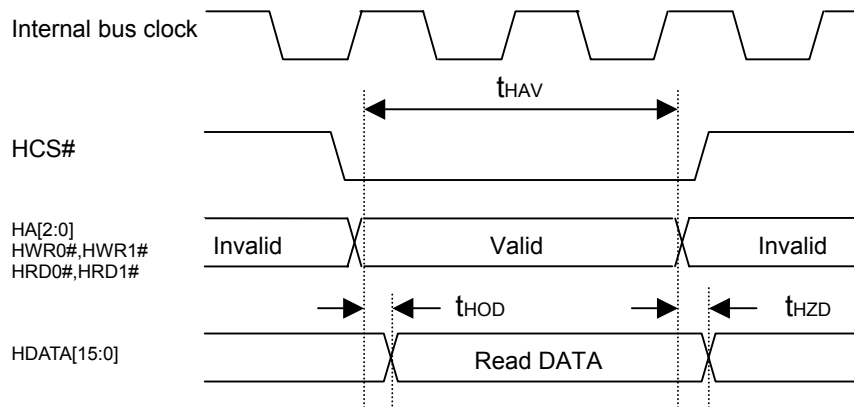 Internal bus clock
tHAV
HCS#
HA[2:0]
HWR0#,HWR1#
HRD0#,HRD1#
Invalid Valid Invalid
tHOD tHZD
HDATA[15:0]
Read DATA